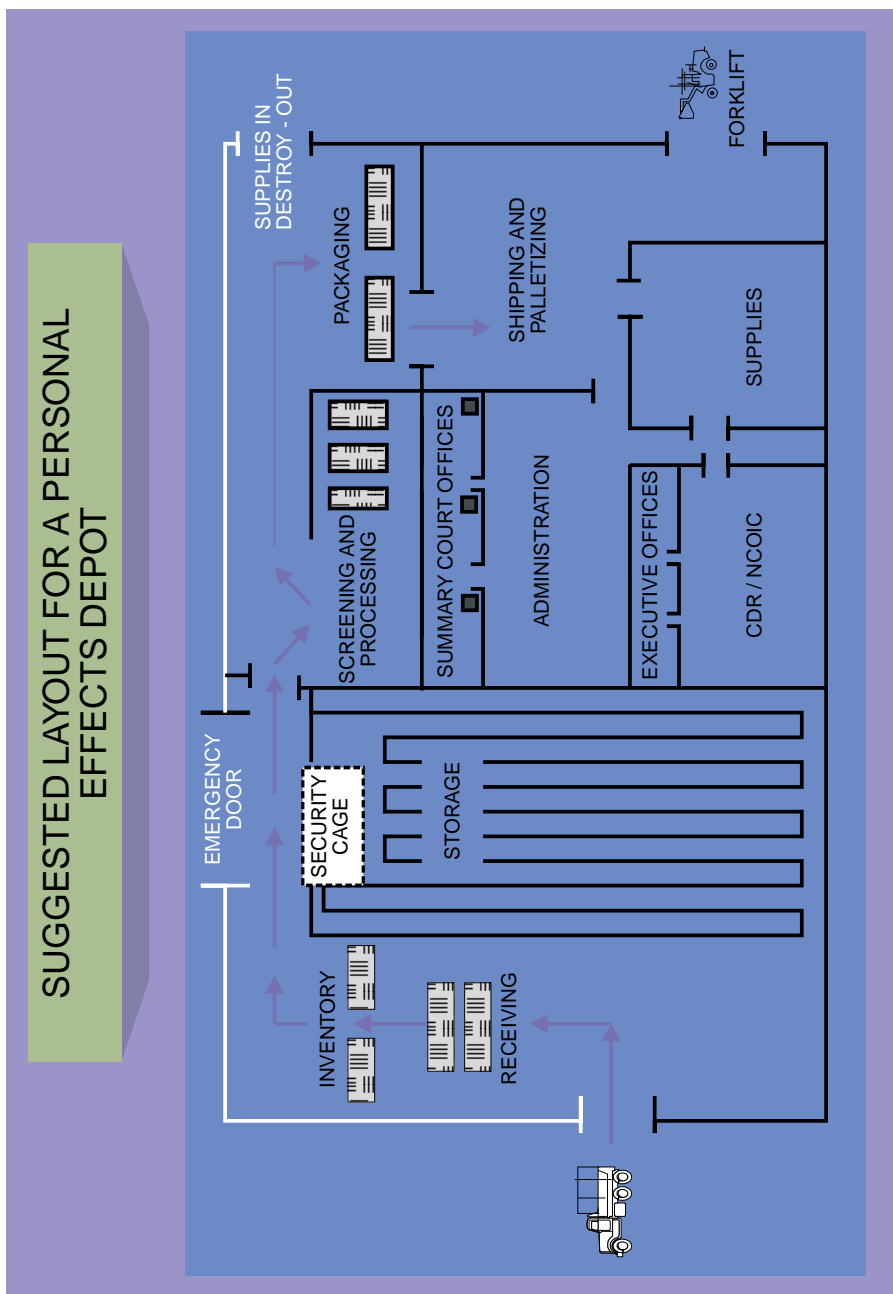 SUGGESTED LAYOUT FOR A PERSONAL
EFFECTS DEPOT
EMERGENCY
DOOR
SUPPLIES IN
DESTROY - OUT
INVENTORY
RECEIVING
SECURITY
CAGE
STORAGE
SCREENING AND
PROCESSING
SUMMARY COURT OFFICES
ADMINISTRATION
EXECUTIVE OFFICES
CDR / NCOIC
PACKAGING
SHIPPING AND
PALLETIZING
SUPPLIES
FORKLIFT